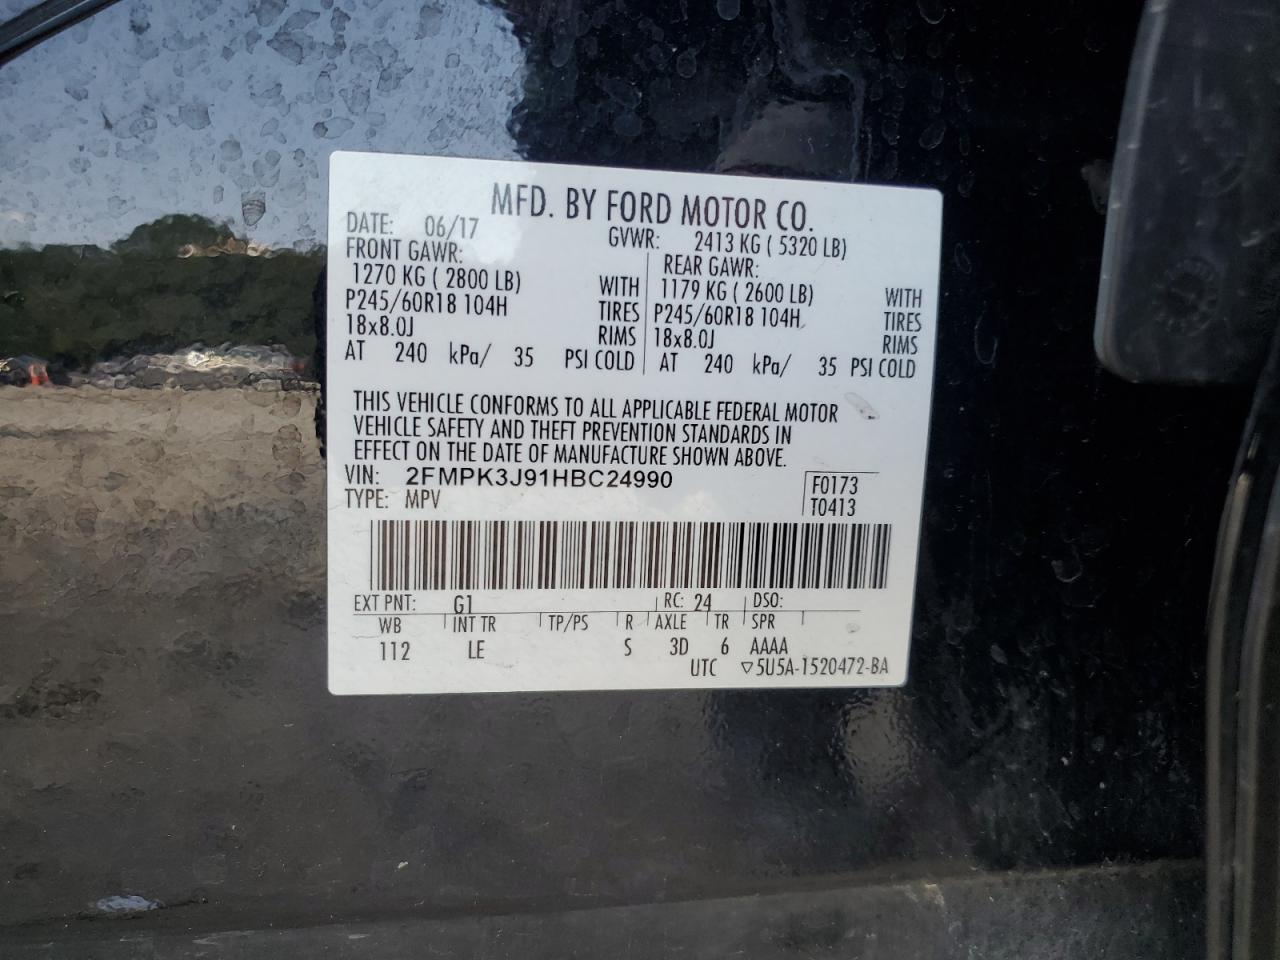 MFD. BY FORD MOTOR CO.
DATE: 06/17 GVWR: 2413 KG ( 5320 LB)
FRONT GAWR: REAR GAWR:
1270 KG ( 2800 LB) WITH 1179 KG ( 2600 LB) WITH
P245/60R18 104H TIRES P245/60R18 104H TIRES
18x8.0J RIMS 18x8.0J RIMS
AT 240 kPa/ 35 PSI COLD AT 240 kPa/ 35 PSI COLD
THIS VEHICLE CONFORMS TO ALL APPLICABLE FEDERAL MOTOR
VEHICLE SAFETY AND THEFT PREVENTION STANDARDS IN
EFFECT ON THE DATE OF MANUFACTURE SHOWN ABOVE.
VIN: 2FMPK3J91HBC24990 F0173
TYPE: MPV T0413
EXT PNT: G1 RC: 24 DSO:
WB INT TR TP/PS R AXLE TR SPR
112 LE S 3D 6 AAAA
UTC ▽5U5A-1520472-BA